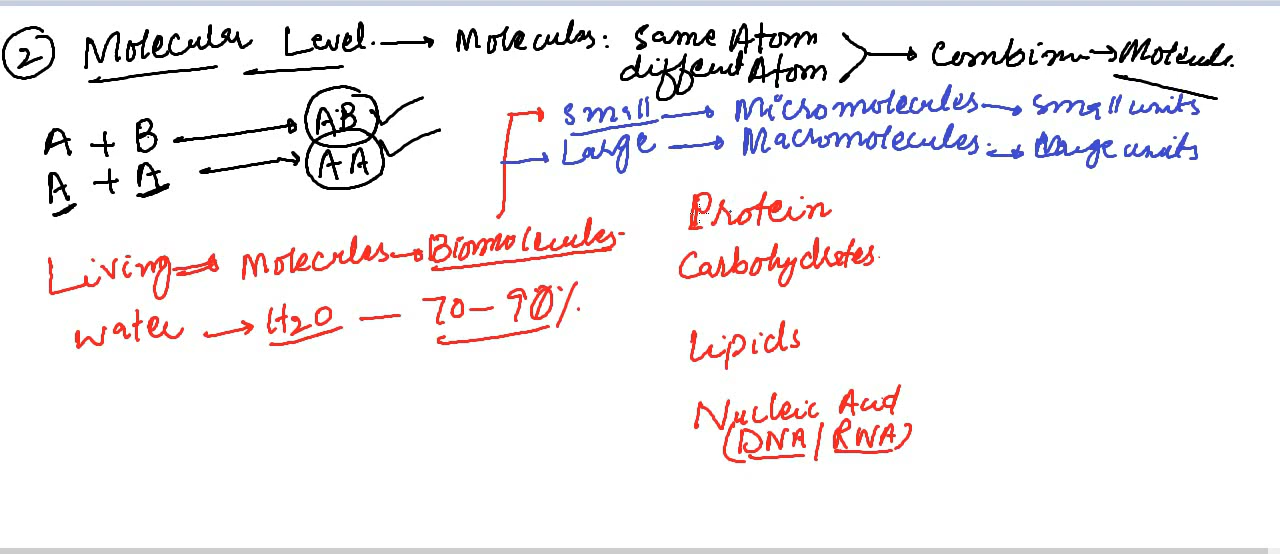 ② Molecular Level. → Molecules: Same Atom
different Atom → Combine → Molecule.
A + B → AB
A + A → AA
Small → Micromolecules → Small units
Large → Macromolecules. → large units
Living → Molecules → Biomolecules.
Water → H2O — 70-90%.
Protein
Carbohydrates.
Lipids
Nucleic Acid
(DNA / RNA)